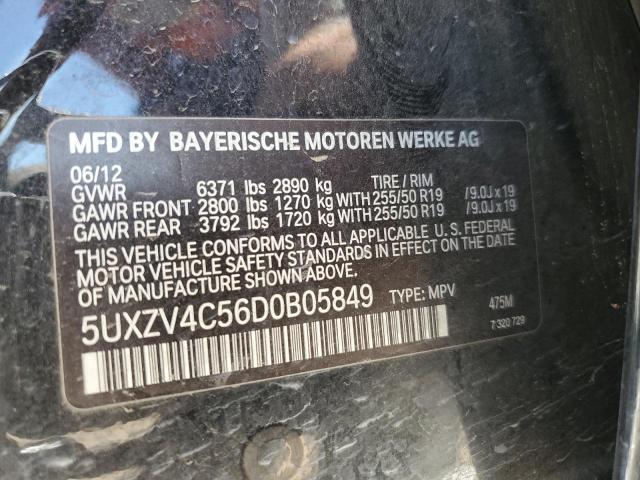 MFD BY BAYERISCHE MOTOREN WERKE AG
06/12
GVWR 6371 lbs 2890 kg TIRE / RIM
GAWR FRONT 2800 lbs 1270 kg WITH 255/50 R19 /9.0J x 19
GAWR REAR 3792 lbs 1720 kg WITH 255/50 R19 /9.0J x 19
THIS VEHICLE CONFORMS TO ALL APPLICABLE U. S. FEDERAL
MOTOR VEHICLE SAFETY STANDARDS IN EFFECT ON THE DATE
OF MANUFACTURE SHOWN ABOVE.
5UXZV4C56D0B05849 TYPE: MPV 475M
7 320 729